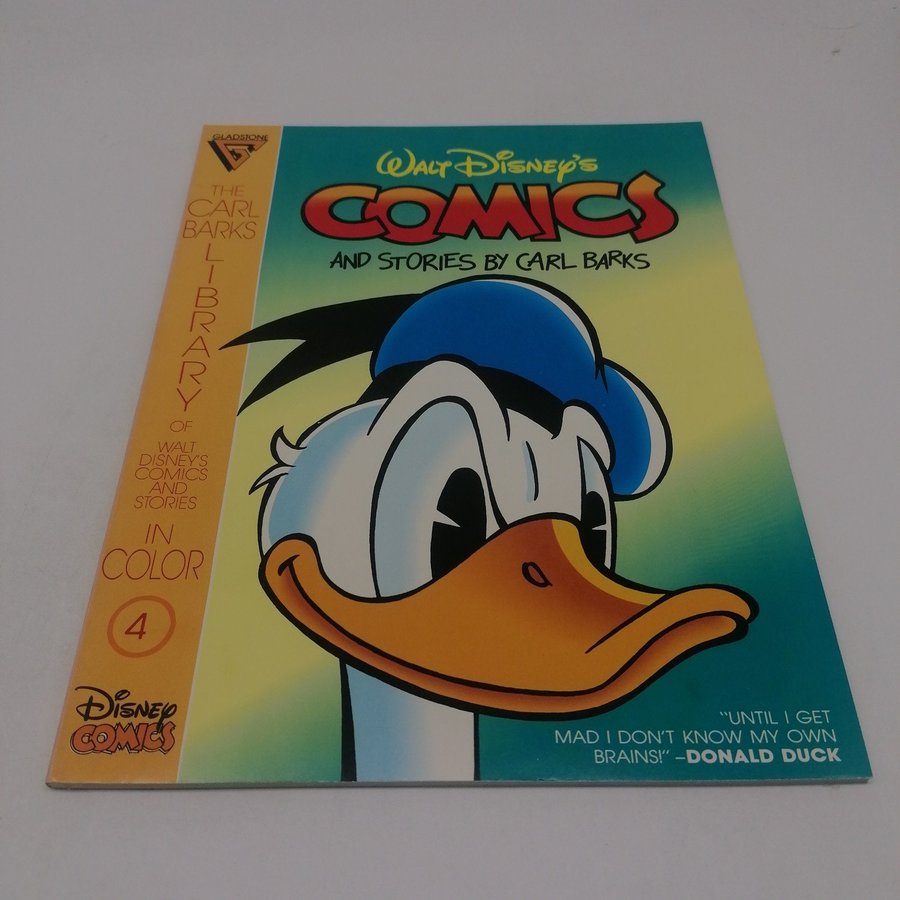 GLADSTONE
THE
CARL
BARKS
LIBRARY
OF
WALT
DISNEY'S
COMICS
AND
STORIES
IN
COLOR
4
DISNEY
COMICS
WALT DISNEY'S
COMICS
AND STORIES BY CARL BARKS
"UNTIL I GET
MAD I DON'T KNOW MY OWN
BRAINS!" –DONALD DUCK